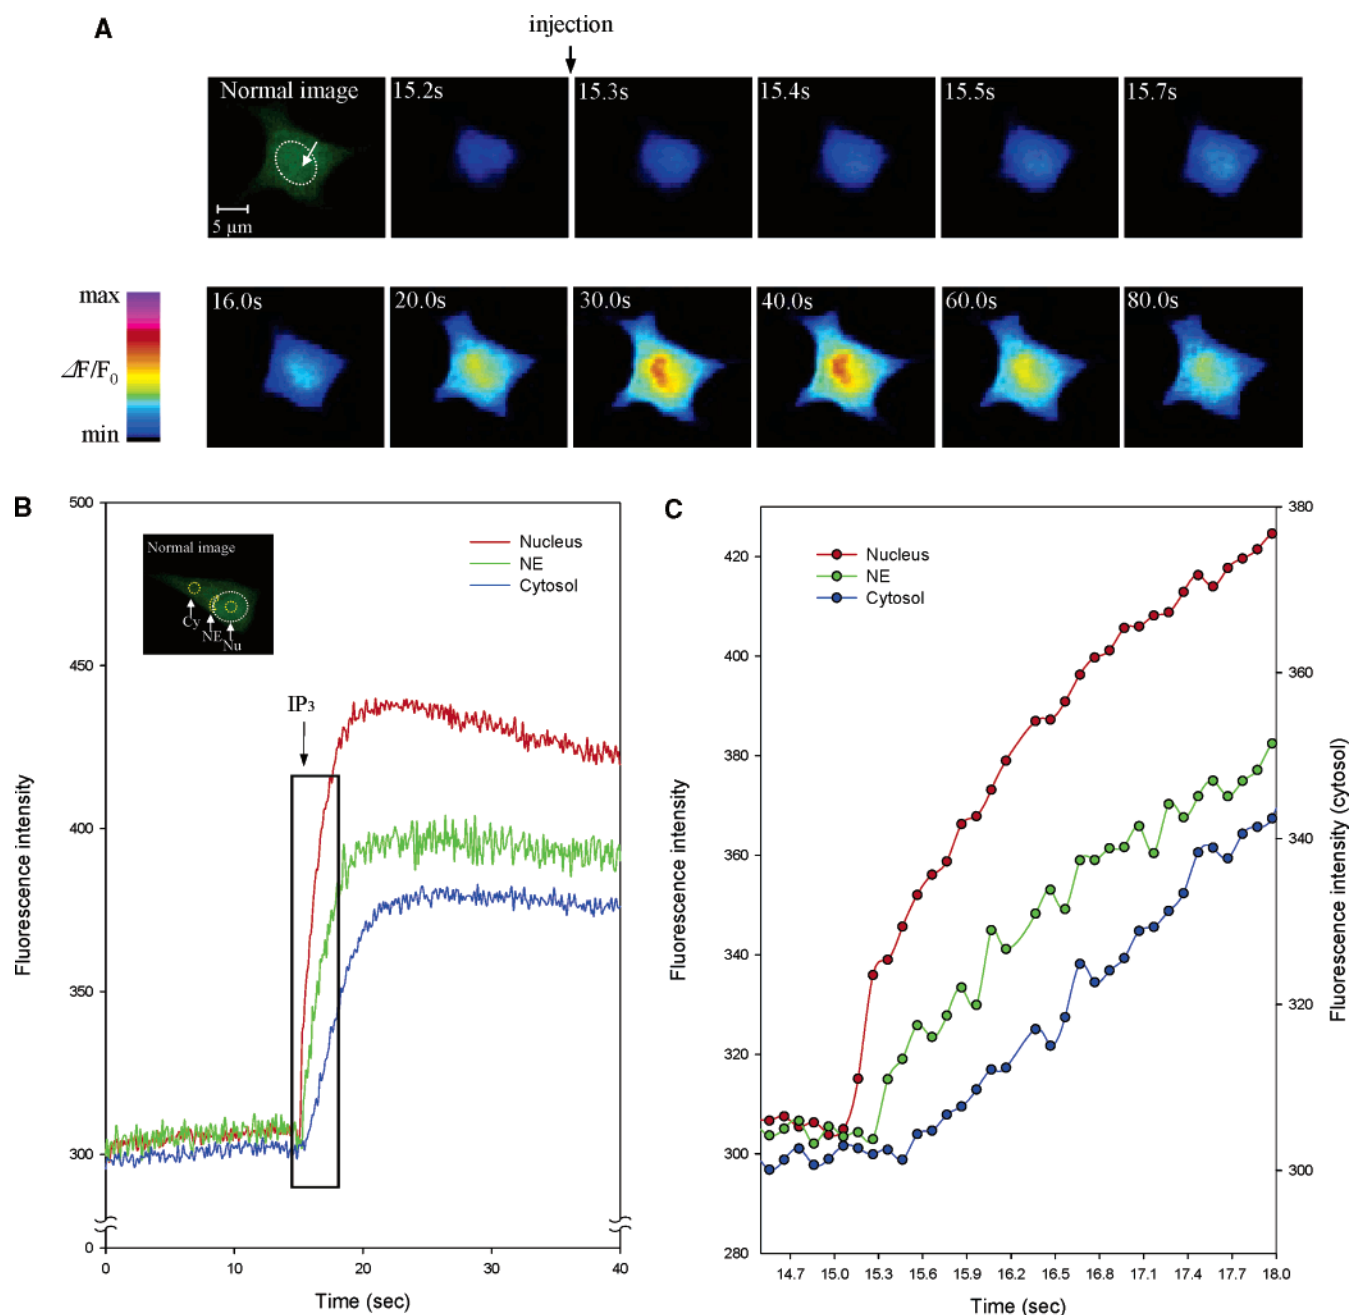 A
injection
Normal image
5 µm
15.2s
15.3s
15.4s
15.5s
15.7s
max
ΔF/F0
min
16.0s
20.0s
30.0s
40.0s
60.0s
80.0s
B
500
450
400
350
300
0
Fluorescence intensity
Normal image
Cy
NE
Nu
Nucleus
NE
Cytosol
IP3
0
10
20
30
40
Time (sec)
C
420
400
380
360
340
320
300
280
Fluorescence intensity
Nucleus
NE
Cytosol
380
360
340
320
300
Fluorescence intensity (cytosol)
14.7
15.0
15.3
15.6
15.9
16.2
16.5
16.8
17.1
17.4
17.7
18.0
Time (sec)